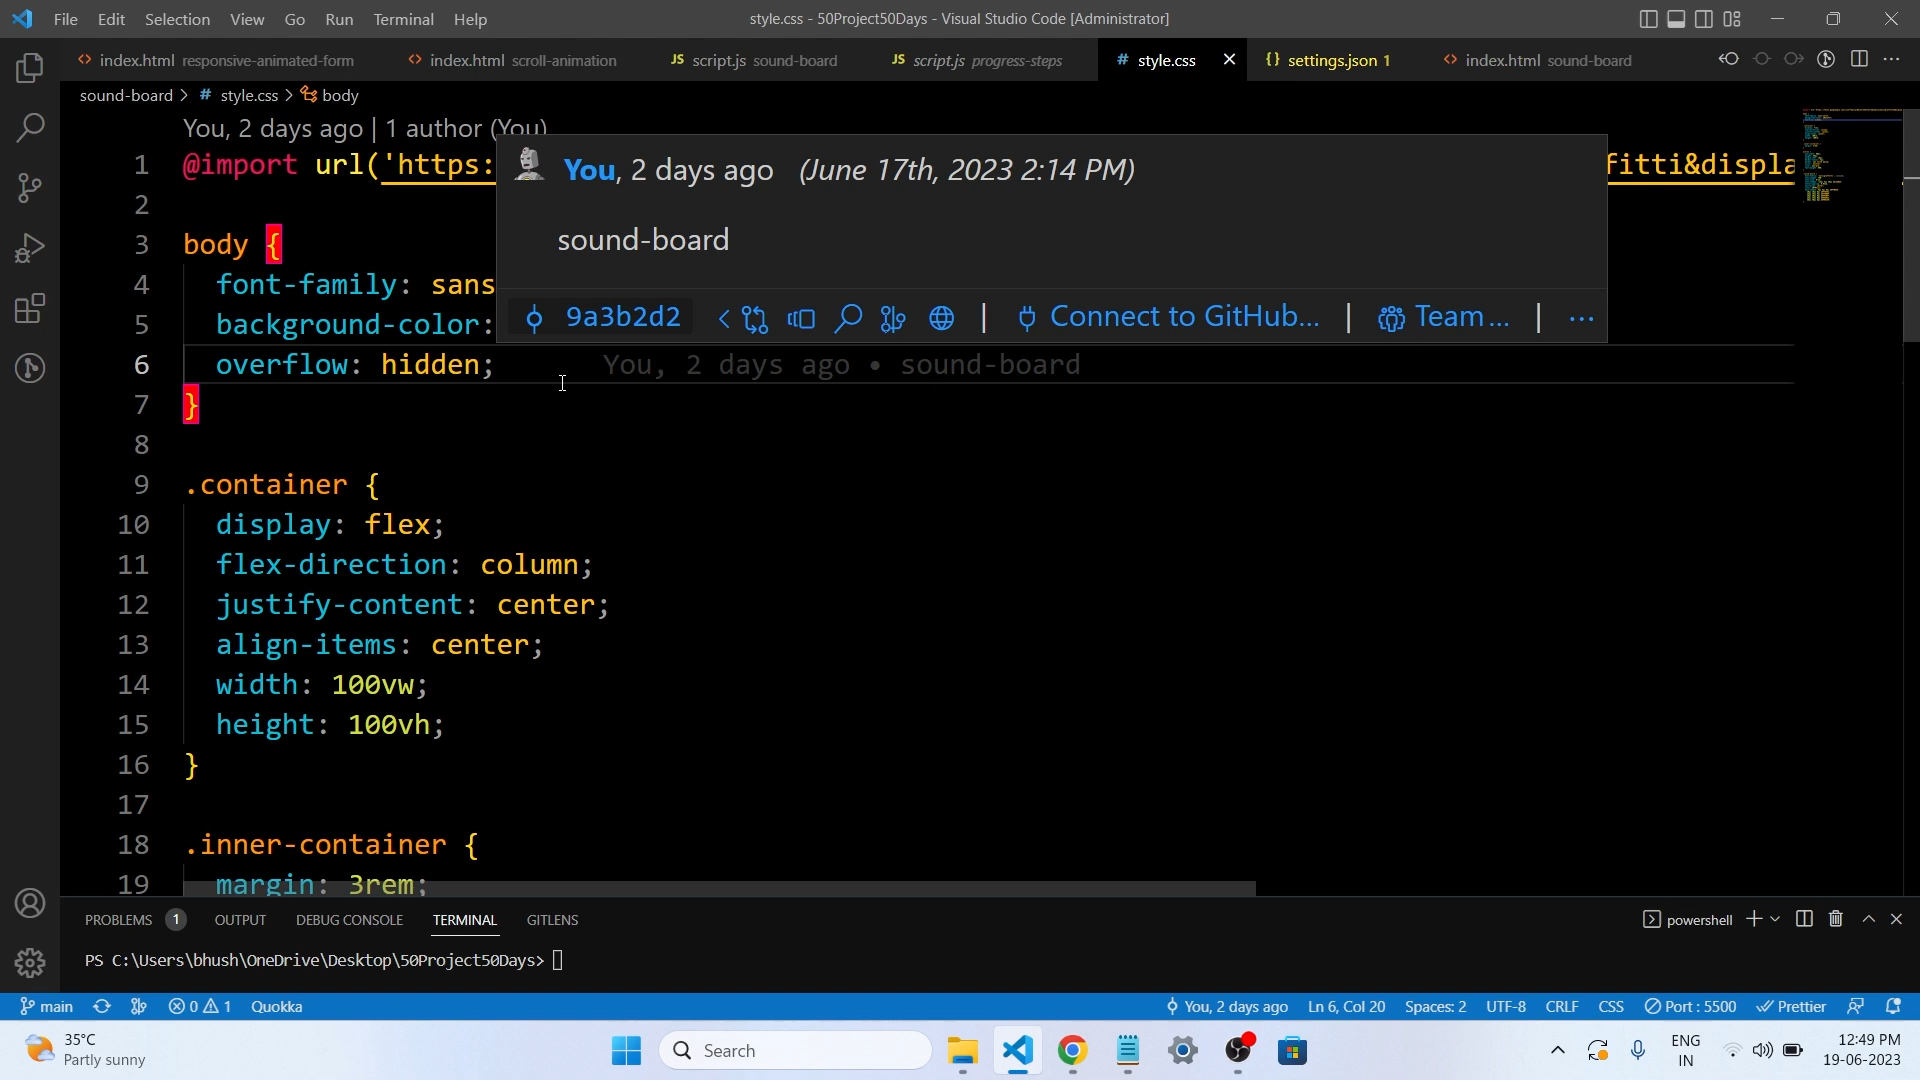 File Edit Selection View Go Run Terminal Help
style.css - 50Project50Days - Visual Studio Code [Administrator]
index.html responsive-animated-form
index.html scroll-animation
JS script.js sound-board
JS script.js progress-steps
# style.css
{} settings.json 1
index.html sound-board
sound-board > # style.css > body
You, 2 days ago | 1 author (You)
1 @import url('https: fitti&displa
You, 2 days ago (June 17th, 2023 2:14 PM)
2
sound-board
3 body {
4 font-family: sans
5 background-color:
9a3b2d2 | Connect to GitHub... | Team... | ...
6 overflow: hidden; You, 2 days ago • sound-board
7 }
8
9 .container {
10 display: flex;
11 flex-direction: column;
12 justify-content: center;
13 align-items: center;
14 width: 100vw;
15 height: 100vh;
16 }
17
18 .inner-container {
19 margin: 3rem;
PROBLEMS 1 OUTPUT DEBUG CONSOLE TERMINAL GITLENS
powershell
PS C:\Users\bhush\OneDrive\Desktop\50Project50Days>
main 0 1 Quokka
You, 2 days ago Ln 6, Col 20 Spaces: 2 UTF-8 CRLF CSS Port : 5500 Prettier
35°C
Partly sunny
Search
ENG
IN
12:49 PM
19-06-2023